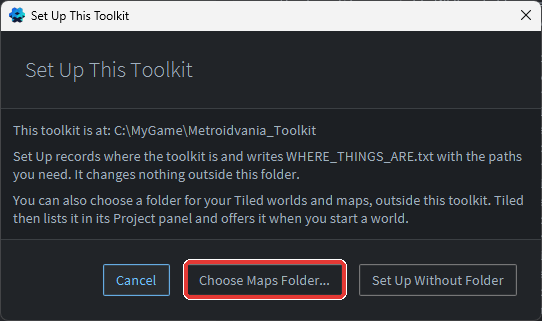 Set Up This Toolkit
Set Up This Toolkit
This toolkit is at: C:\MyGame\Metroidvania_Toolkit
Set Up records where the toolkit is and writes WHERE_THINGS_ARE.txt with the paths
you need. It changes nothing outside this folder.
You can also choose a folder for your Tiled worlds and maps, outside this toolkit. Tiled
then lists it in its Project panel and offers it when you start a world.
Cancel
Choose Maps Folder...
Set Up Without Folder